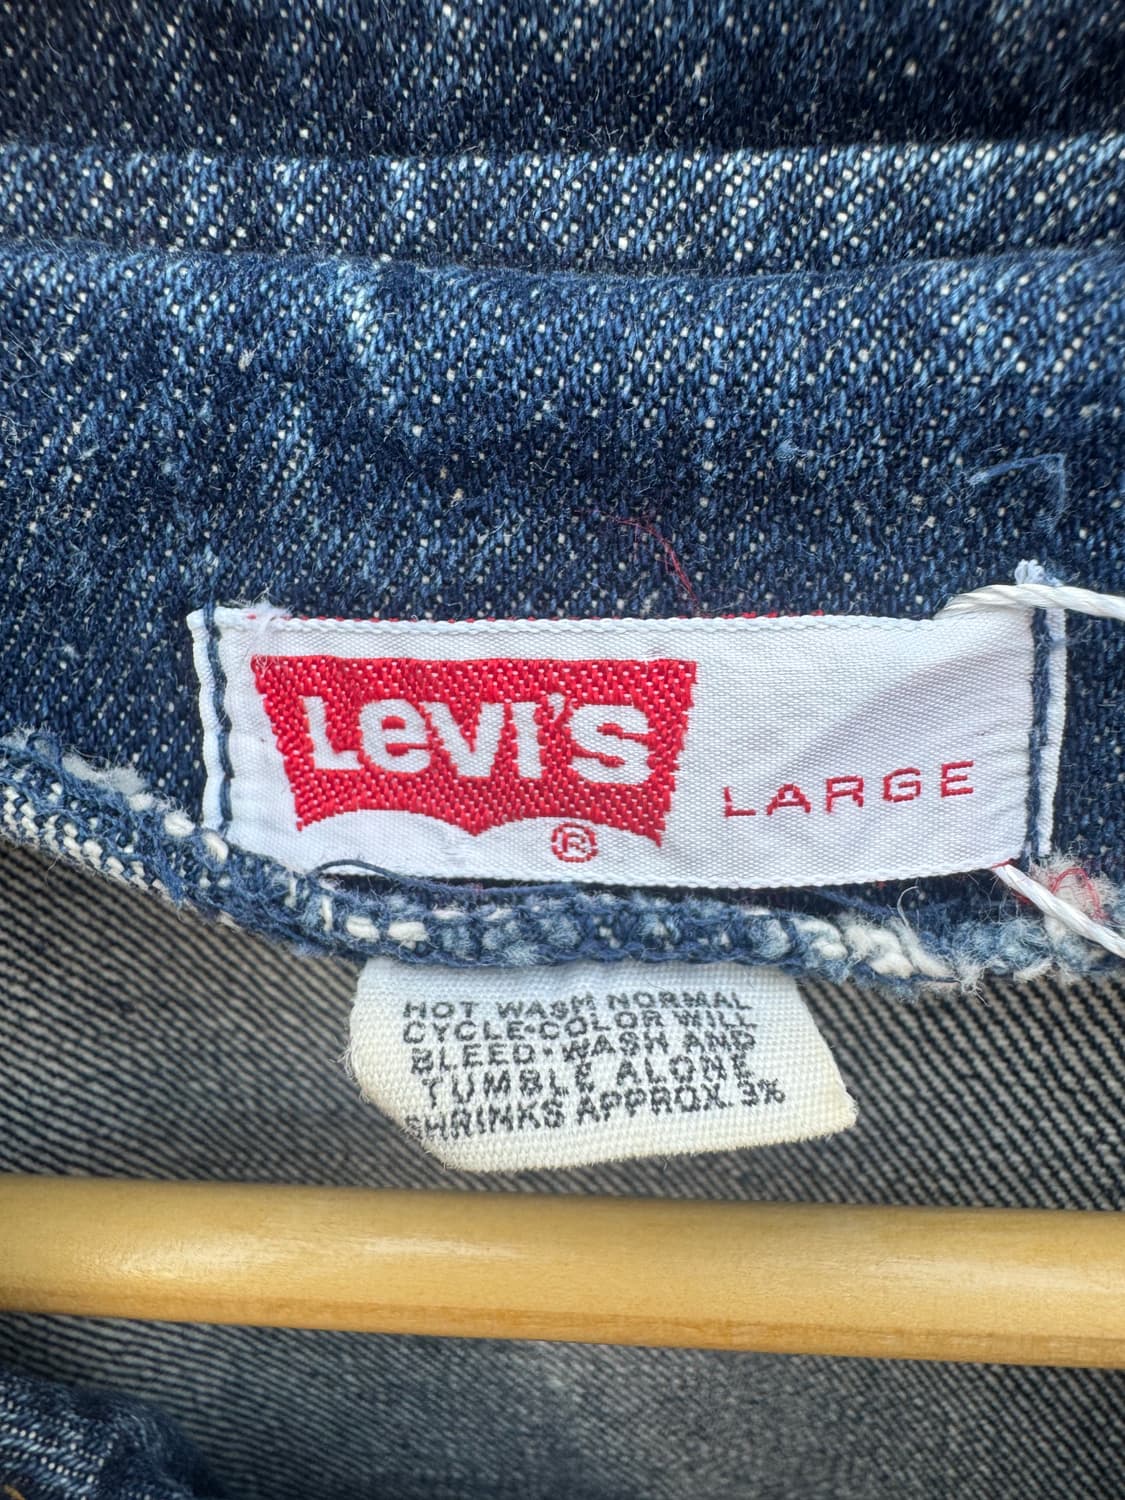 Levi's
®
LARGE
HOT WASH NORMAL
CYCLE•COLOR WILL
BLEED•WASH AND
TUMBLE ALONE
SHRINKS APPROX. 3%